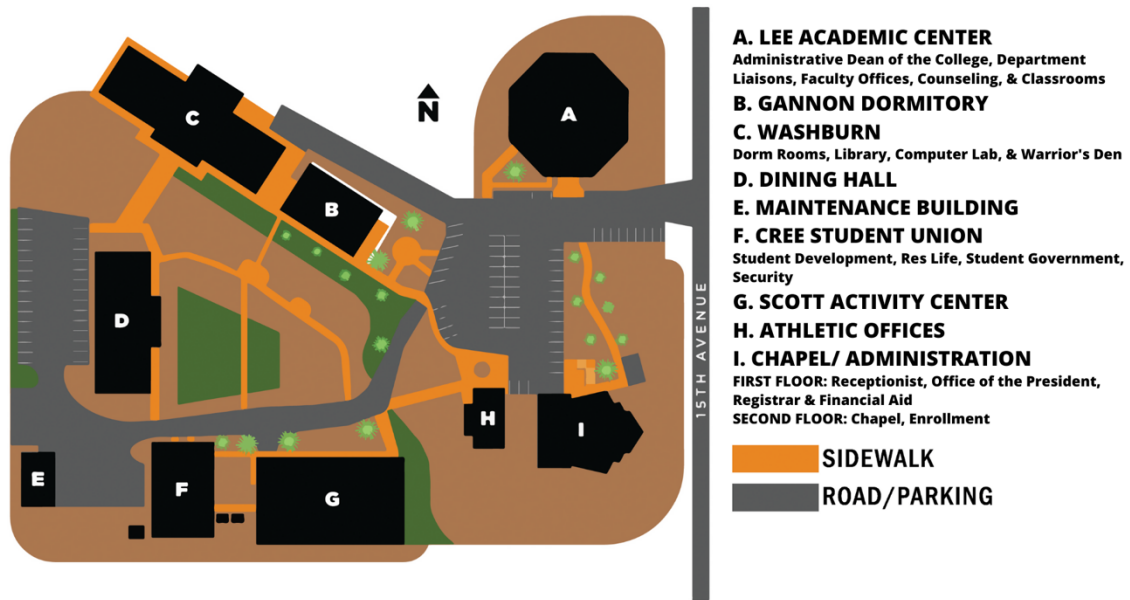 A. LEE ACADEMIC CENTER
Administrative Dean of the College, Department
Liaisons, Faculty Offices, Counseling, & Classrooms
B. GANNON DORMITORY
C. WASHBURN
Dorm Rooms, Library, Computer Lab, & Warrior's Den
D. DINING HALL
E. MAINTENANCE BUILDING
F. CREE STUDENT UNION
Student Development, Res Life, Student Government,
Security
G. SCOTT ACTIVITY CENTER
H. ATHLETIC OFFICES
I. CHAPEL/ ADMINISTRATION
FIRST FLOOR: Receptionist, Office of the President,
Registrar & Financial Aid
SECOND FLOOR: Chapel, Enrollment
SIDEWALK
ROAD/PARKING
N
A
C
B
D
H
I
E
F
G
15TH AVENUE